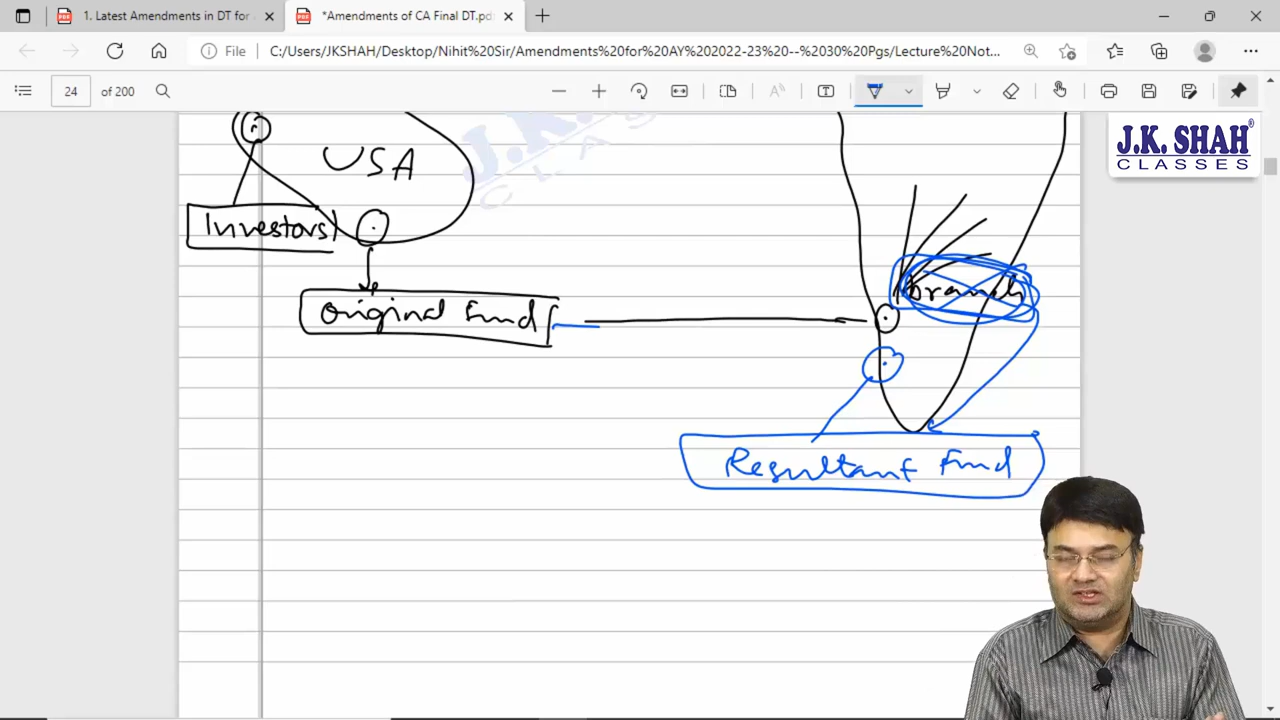 1. Latest Amendments in DT for
*Amendments of CA Final DT.pd
File
C:/Users/JKSHAH/Desktop/Nihit%20Sir/Amendments%20for%20AY%202022-23%20--%2030%20Pgs/Lecture%20Not...
24 of 200
J.K. SHAH®
CLASSES
J.K. S
CLAS
USA
Investors
branch
Original Fund
Resultant Fund